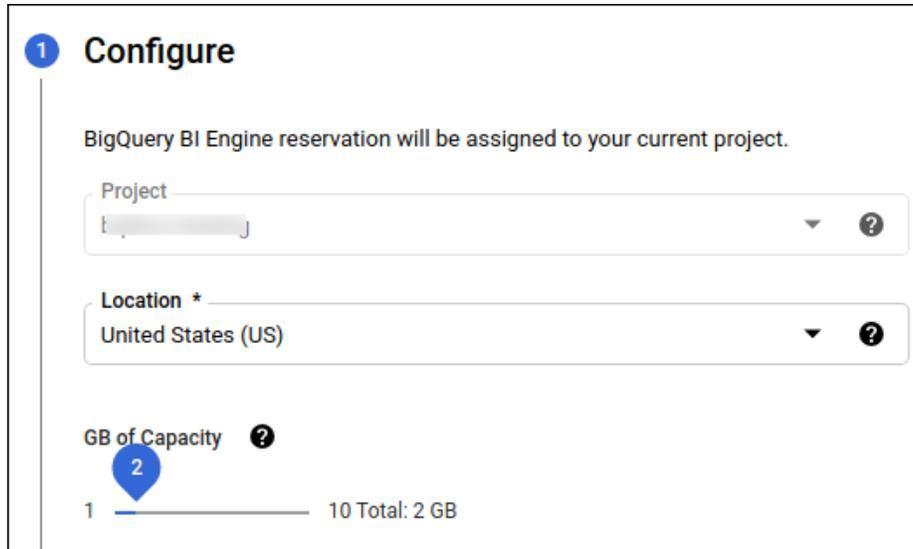 1 Configure
BigQuery BI Engine reservation will be assigned to your current project.
Project
Location *
United States (US)
GB of Capacity
2
1 10 Total: 2 GB